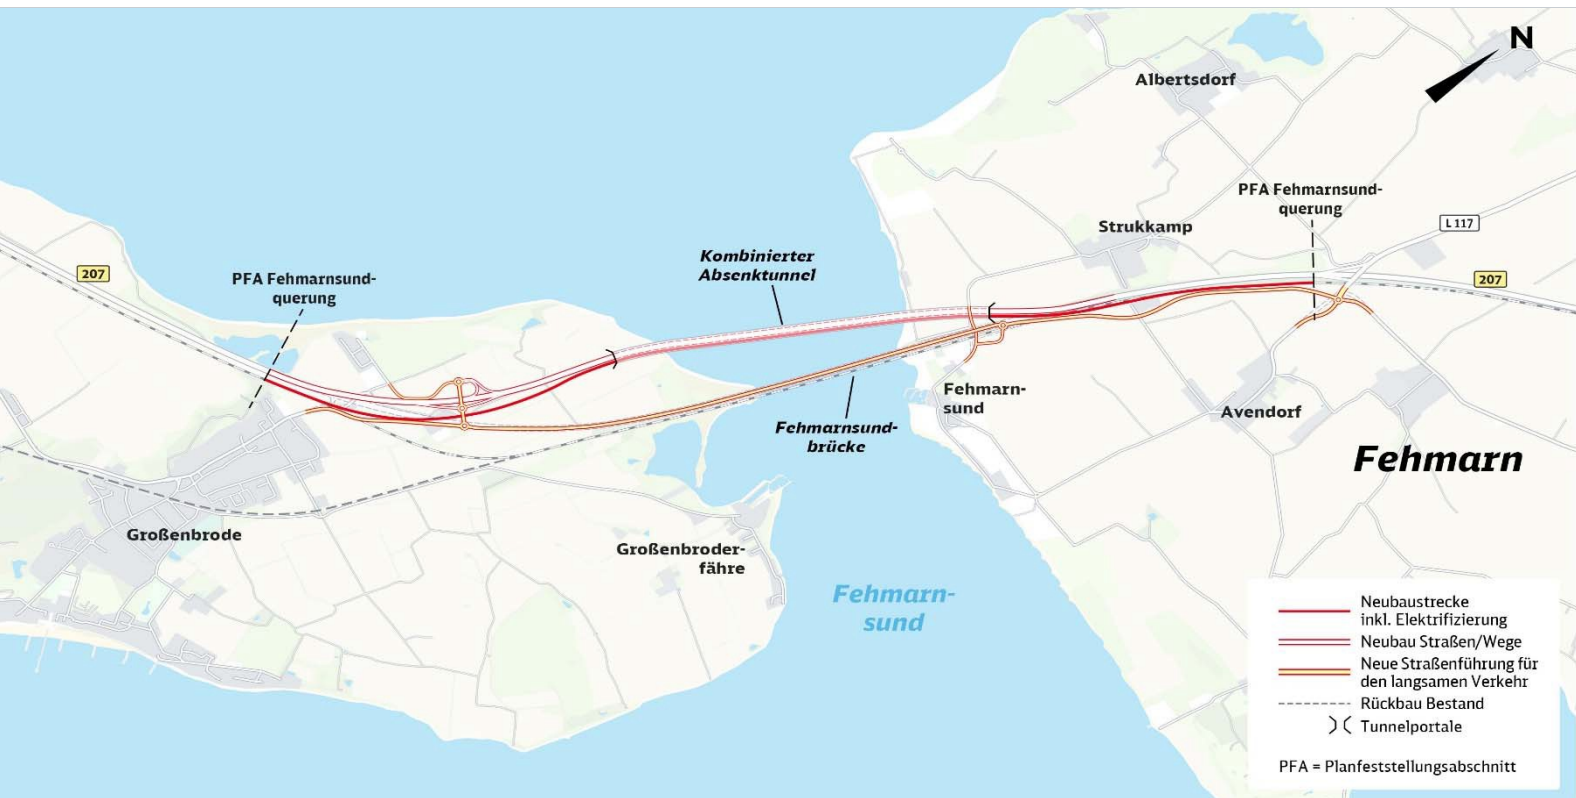 N
Albertsdorf
PFA Fehmarnsund-
querung
L 117
Strukkamp
Kombinierter
Absenktunnel
207
PFA Fehmarnsund-
querung
207
Fehmarn-
sund
Avendorf
Fehmarnsund-
brücke
Fehmarn
Großenbrode
Großenbroder-
fähre
Fehmarn-
sund
Neubaustrecke
inkl. Elektrifizierung
Neubau Straßen/Wege
Neue Straßenführung für
den langsamen Verkehr
Rückbau Bestand
Tunnelportale
PFA = Planfeststellungsabschnitt